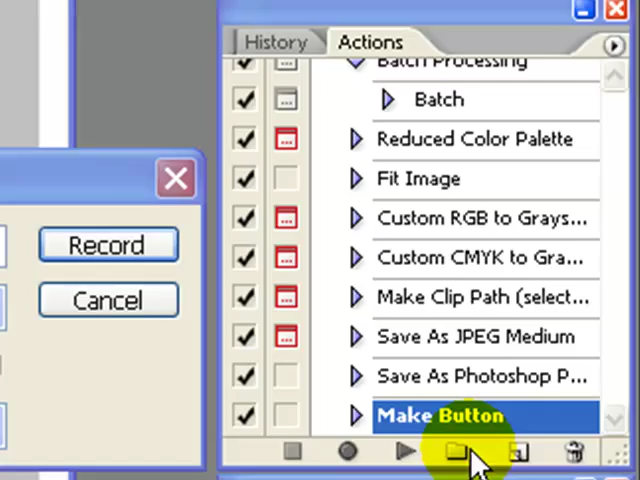 History
Actions
Batch Processing
Batch
Reduced Color Palette
Fit Image
Custom RGB to Grays...
Custom CMYK to Gra...
Make Clip Path (select...
Save As JPEG Medium
Save As Photoshop P...
Make Button
Record
Cancel